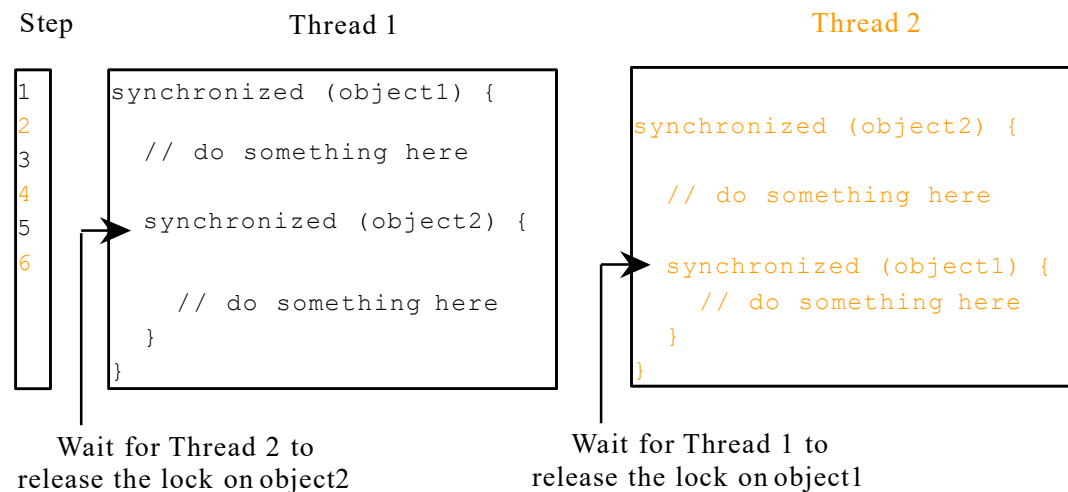 Step Thread 1 Thread 2
1 synchronized (object1) {
2 synchronized (object2) {
3 // do something here
4 // do something here
5 synchronized (object2) {
6 synchronized (object1) {
// do something here // do something here
} }
} }
Wait for Thread 2 to Wait for Thread 1 to
release the lock on object2 release the lock on object1